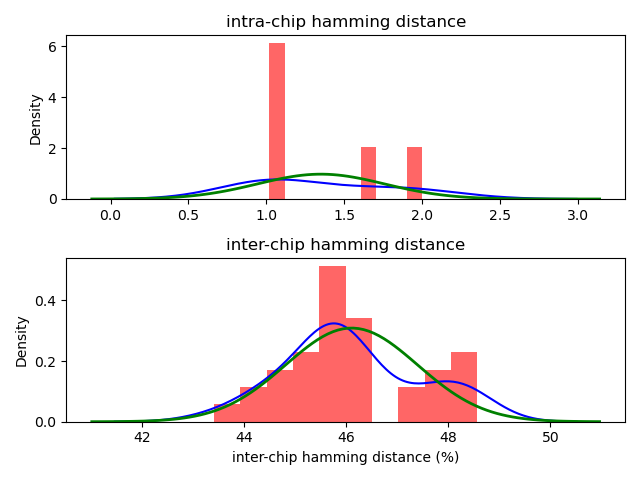 intra-chip hamming distance
Density
6
4
2
0
0.0 0.5 1.0 1.5 2.0 2.5 3.0
inter-chip hamming distance
Density
0.4
0.2
0.0
42 44 46 48 50
inter-chip hamming distance (%)